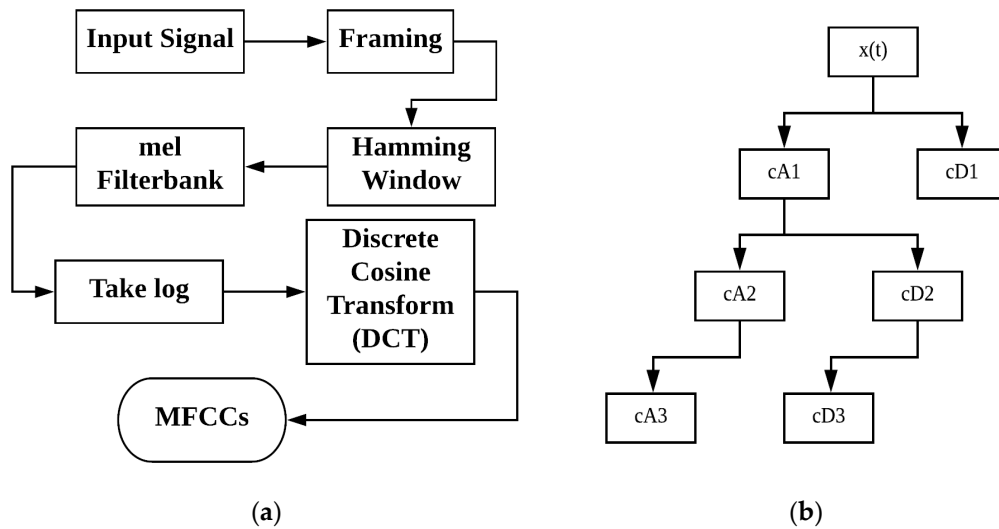 Input Signal
Framing
Hamming
Window
mel
Filterbank
Take log
Discrete
Cosine
Transform
(DCT)
MFCCs
(a)
x(t)
cA1
cD1
cA2
cD2
cA3
cD3
(b)